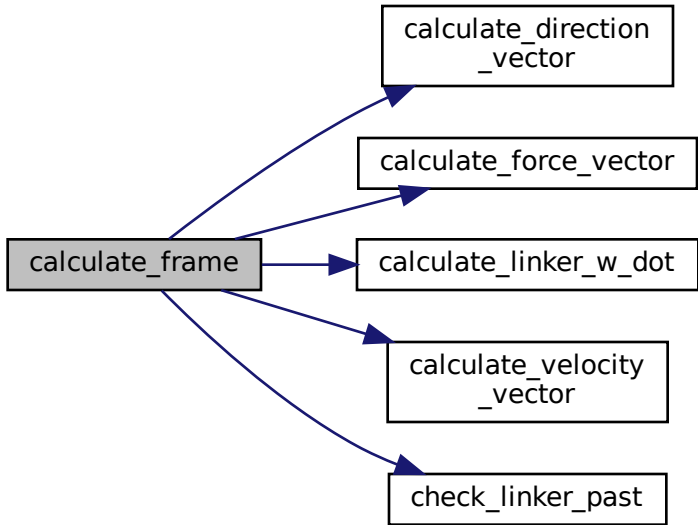 calculate_direction
_vector
calculate_force_vector
calculate_frame
calculate_linker_w_dot
calculate_velocity
_vector
check_linker_past